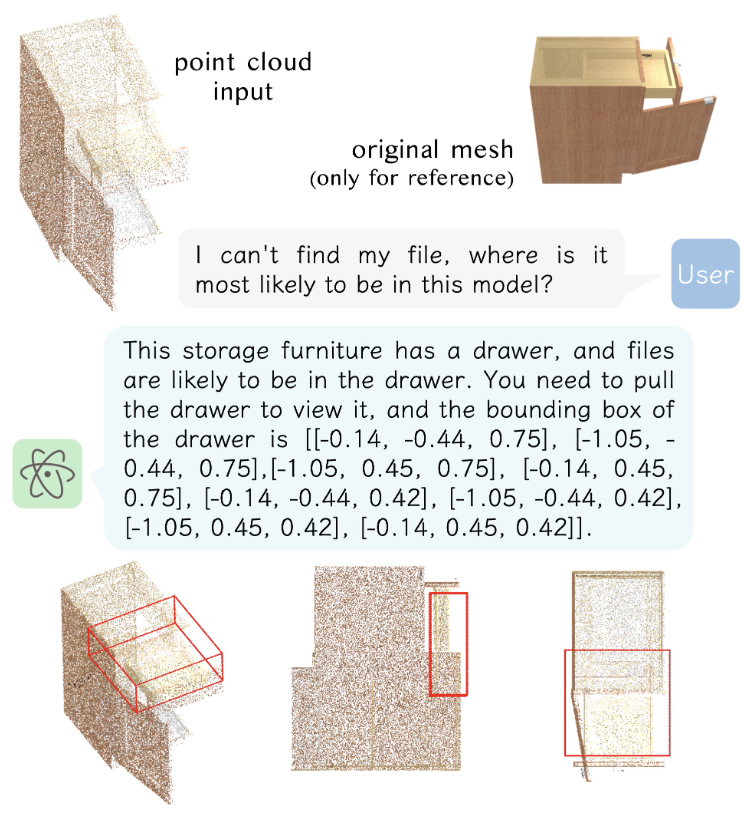 point cloud
input
original mesh
(only for reference)
I can't find my file, where is it
most likely to be in this model?
User
This storage furniture has a drawer, and files
are likely to be in the drawer. You need to pull
the drawer to view it, and the bounding box of
the drawer is [[-0.14, -0.44, 0.75], [-1.05, -
0.44, 0.75],[-1.05, 0.45, 0.75], [-0.14, 0.45,
0.75], [-0.14, -0.44, 0.42], [-1.05, -0.44, 0.42],
[-1.05, 0.45, 0.42], [-0.14, 0.45, 0.42]].